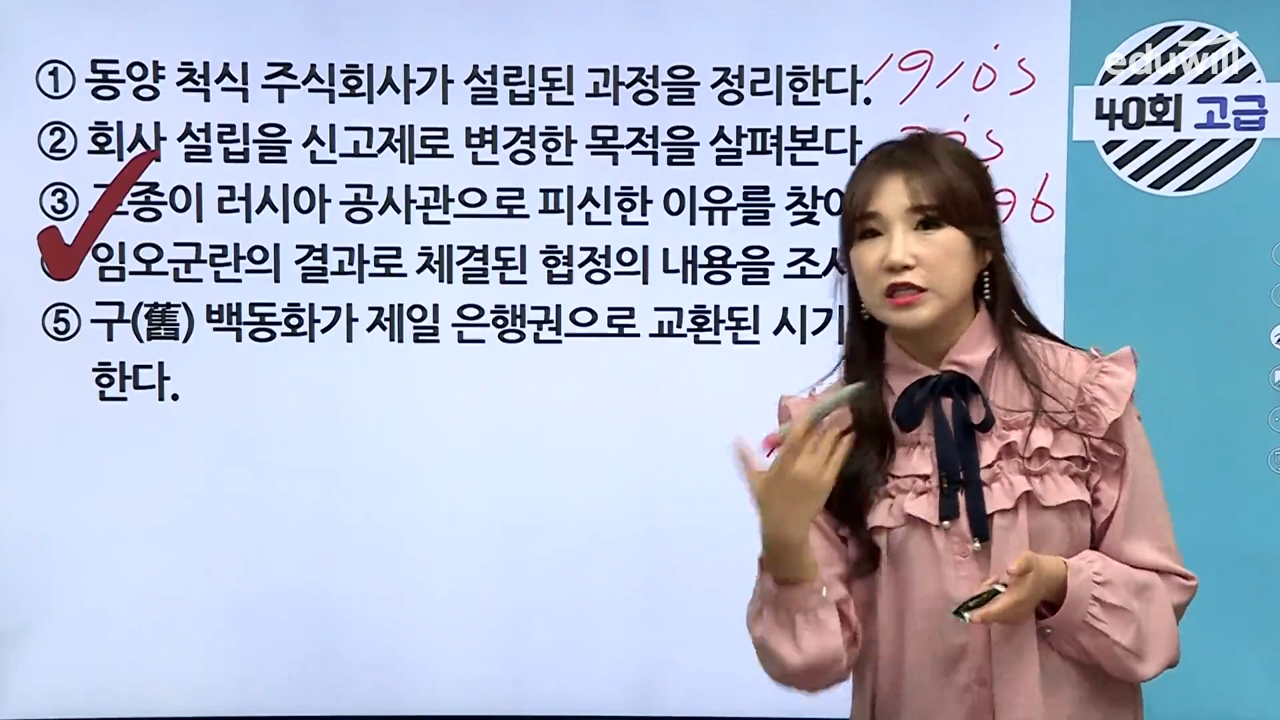 ① 동양 척식 주식회사가 설립된 과정을 정리한다. 1910's
② 회사 설립을 신고제로 변경한 목적을 살펴본다
③ 이 러시아 공사관으로 피신한 이유를 96
임오군란의 결과로 체결된 협정의 내용을
⑤ 구(舊) 백동화가 제일 은행권으로 교환된 시기
한다.
eduwill
40회 고급